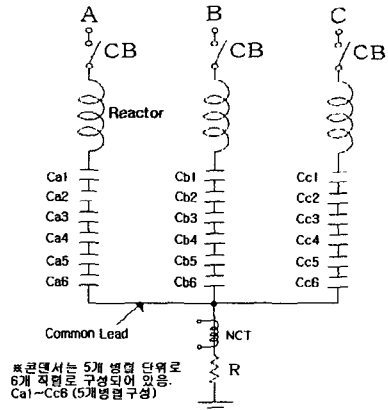 A B C
CB CB CB
Reactor
Ca1 Cb1 Cc1
Ca2 Cb2 Cc2
Ca3 Cb3 Cc3
Ca4 Cb4 Cc4
Ca5 Cb5 Cc5
Ca6 Cb6 Cc6
Common Lead
NCT
R
※콘덴서는 5개 병렬 단위로
6개 직렬로 구성되어 있음.
Ca1~Cc6 (5개병렬구성)